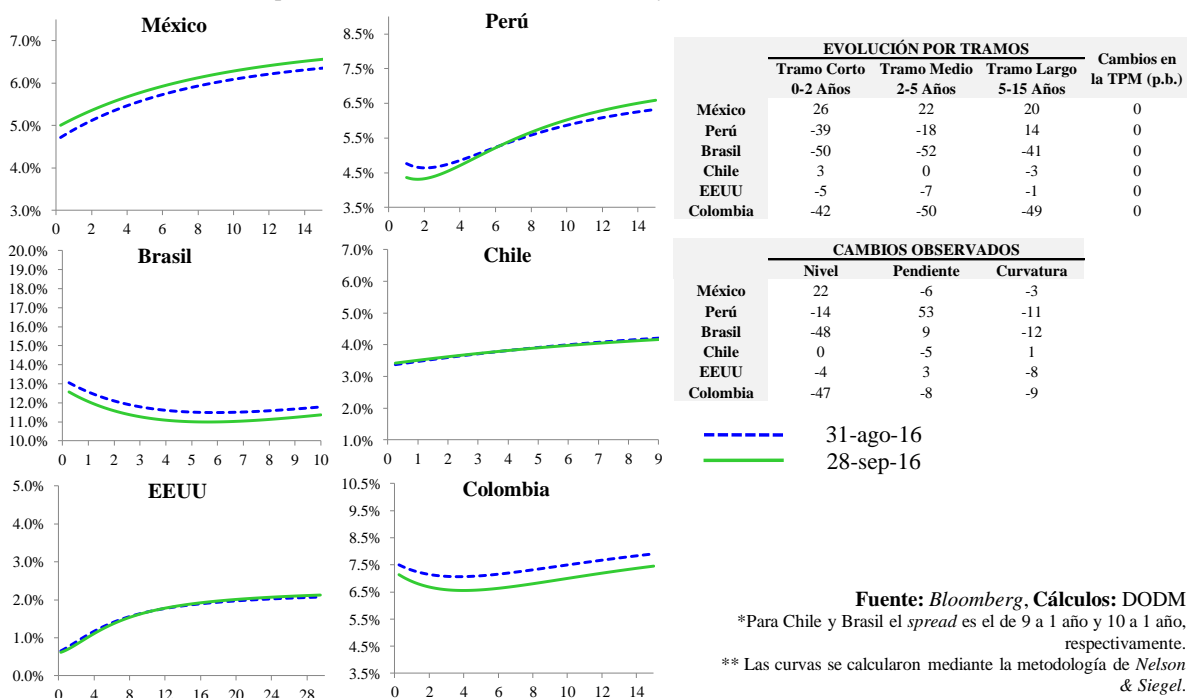 México
7.0%
6.0%
5.0%
4.0%
3.0%
0 2 4 6 8 10 12 14
Perú
8.5%
7.5%
6.5%
5.5%
4.5%
3.5%
0 2 4 6 8 10 12 14
EVOLUCIÓN POR TRAMOS
Tramo Corto 0-2 Años Tramo Medio 2-5 Años Tramo Largo 5-15 Años Cambios en la TPM (p.b.)
México 26 22 20 0
Perú -39 -18 14 0
Brasil -50 -52 -41 0
Chile 3 0 -3 0
EEUU -5 -7 -1 0
Colombia -42 -50 -49 0
Brasil
20.0%
19.0%
18.0%
17.0%
16.0%
15.0%
14.0%
13.0%
12.0%
11.0%
10.0%
0 1 2 3 4 5 6 7 8 9 10
Chile
7.0%
6.0%
5.0%
4.0%
3.0%
2.0%
1.0%
0 1 2 3 4 5 6 7 8 9
CAMBIOS OBSERVADOS
Nivel Pendiente Curvatura
México 22 -6 -3
Perú -14 53 -11
Brasil -48 9 -12
Chile 0 -5 1
EEUU -4 3 -8
Colombia -47 -8 -9
31-ago-16
28-sep-16
EEUU
5.0%
4.0%
3.0%
2.0%
1.0%
0.0%
0 4 8 12 16 20 24 28
Colombia
10.5%
9.5%
8.5%
7.5%
6.5%
5.5%
4.5%
3.5%
0 2 4 6 8 10 12 14
Fuente: Bloomberg, Cálculos: DODM
*Para Chile y Brasil el spread es el de 9 a 1 año y 10 a 1 año,
respectivamente.
** Las curvas se calcularon mediante la metodología de Nelson
& Siegel.